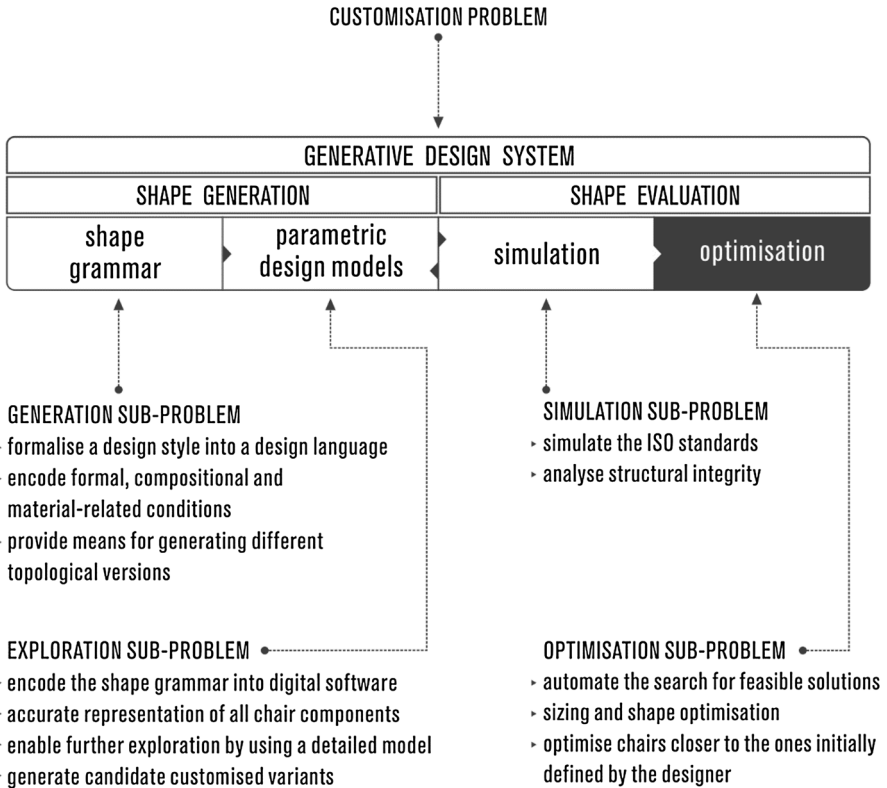 CUSTOMISATION PROBLEM
GENERATIVE DESIGN SYSTEM
SHAPE GENERATION
SHAPE EVALUATION
shape
grammar
parametric
design models
simulation
optimisation
GENERATION SUB-PROBLEM
formalise a design style into a design language
encode formal, compositional and
material-related conditions
provide means for generating different
topological versions
SIMULATION SUB-PROBLEM
simulate the ISO standards
analyse structural integrity
EXPLORATION SUB-PROBLEM
encode the shape grammar into digital software
accurate representation of all chair components
enable further exploration by using a detailed model
generate candidate customised variants
OPTIMISATION SUB-PROBLEM
automate the search for feasible solutions
sizing and shape optimisation
optimise chairs closer to the ones initially
defined by the designer